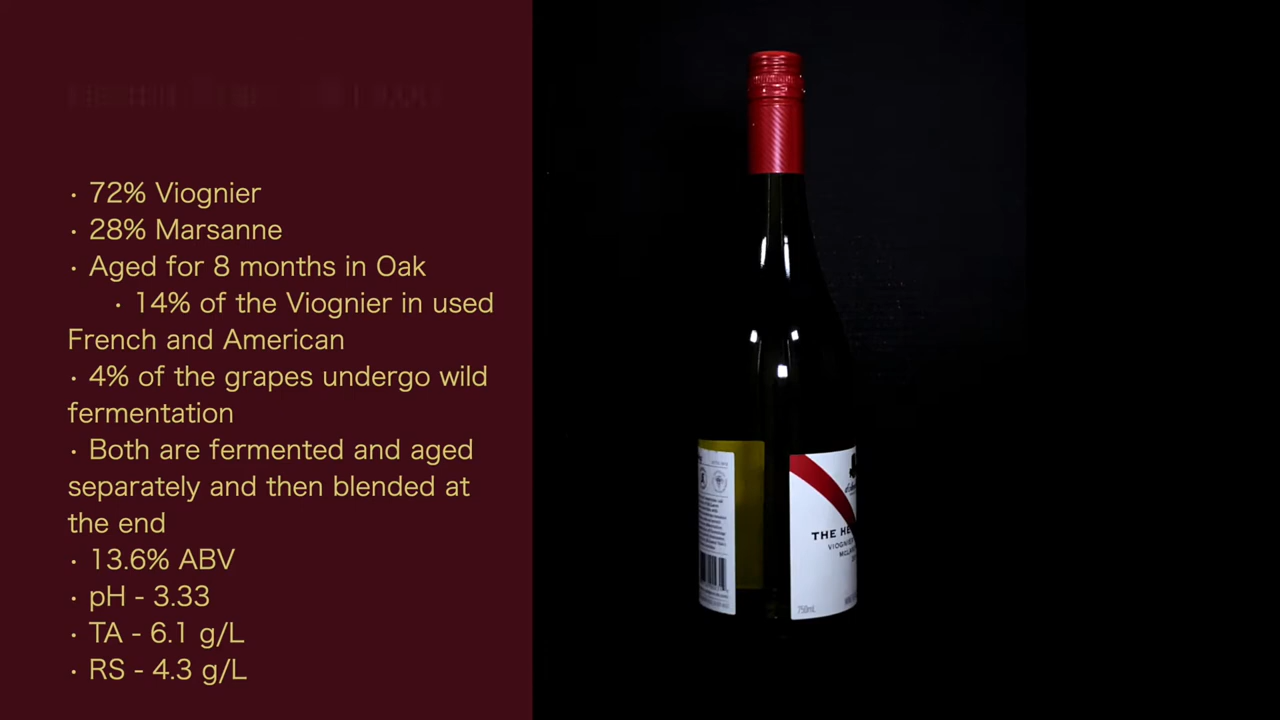 • 72% Viognier
• 28% Marsanne
• Aged for 8 months in Oak
• 14% of the Viognier in used
French and American
• 4% of the grapes undergo wild
fermentation
• Both are fermented and aged
separately and then blended at
the end
• 13.6% ABV
• pH - 3.33
• TA - 6.1 g/L
• RS - 4.3 g/L
THE
VIOGNIER
750mL